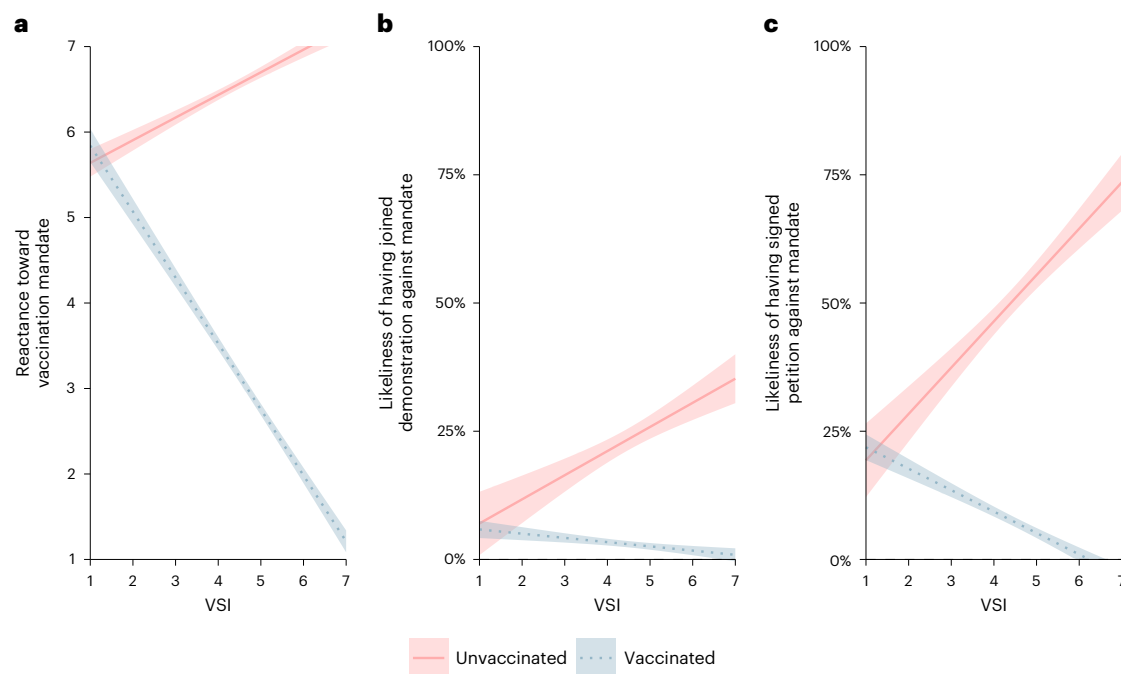 a
7
6
5
4
3
2
1
Reactance toward
vaccination mandate
1 2 3 4 5 6 7
VSI
b
100%
75%
50%
25%
0%
Likeliness of having joined
demonstration against mandate
1 2 3 4 5 6 7
VSI
c
100%
75%
50%
25%
0%
Likeliness of having signed
petition against mandate
1 2 3 4 5 6 7
VSI
Unvaccinated Vaccinated